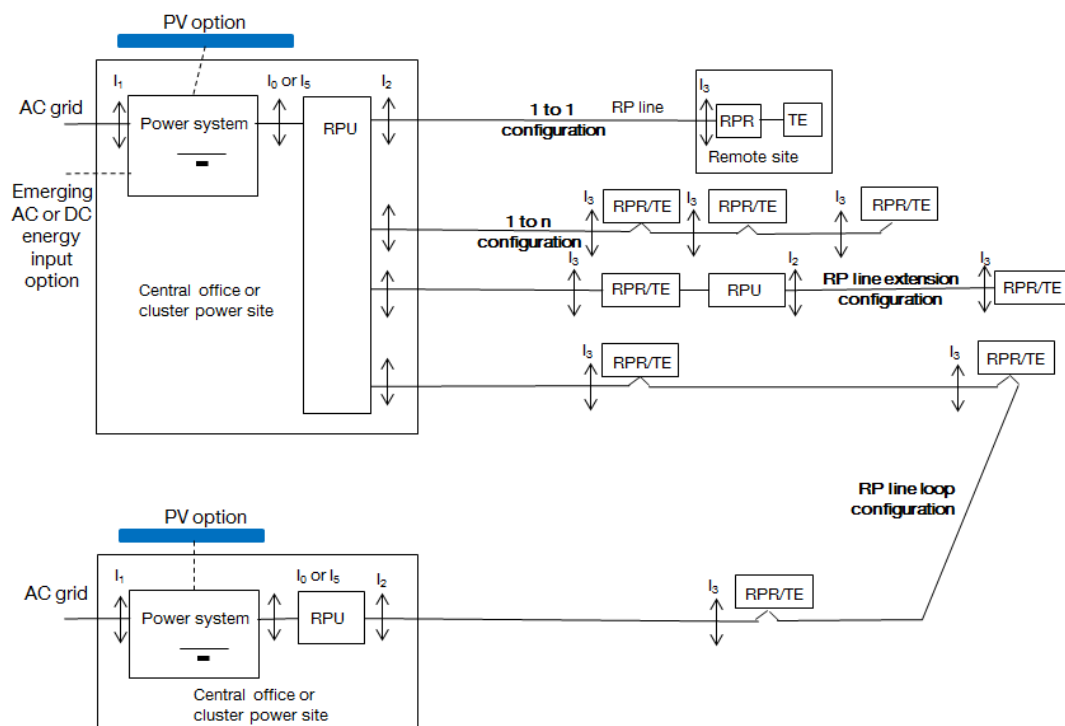 PV option
I1
I0 or I5
I2
AC grid
Power system
RPU
1 to 1
configuration
RP line
I3
RPR
TE
Remote site
Emerging
AC or DC
energy
input
option
Central office or
cluster power site
1 to n
configuration
I3
RPR/TE
I3
RPR/TE
I3
RPR/TE
I3
RPR/TE
RPU
I2
RP line extension
configuration
I3
RPR/TE
I3
RPR/TE
I3
RPR/TE
RP line loop
configuration
PV option
I1
I0 or I5
I2
AC grid
Power system
RPU
I3
RPR/TE
Central office or
cluster power site